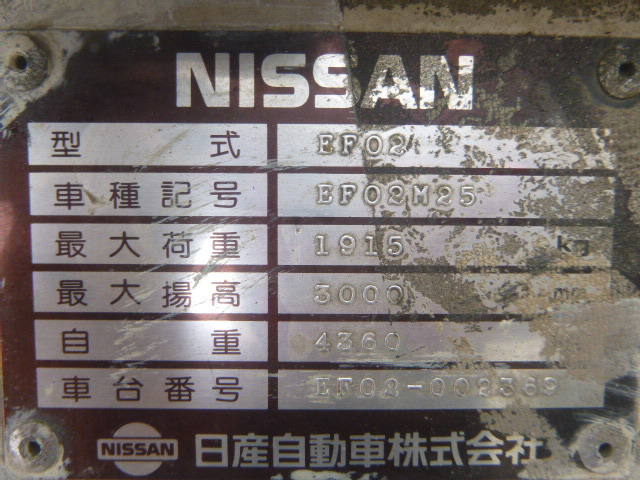 NISSAN
型式 EF02
車種記号 EF02M25
最大荷重 1915 kg
最大揚高 3000 mm
自重 4360
車台番号 EF02-002369
NISSAN 日産自動車株式会社